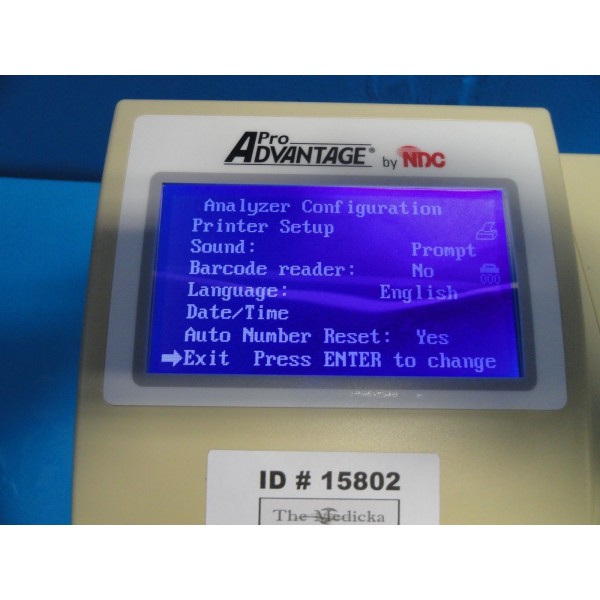 Pro
ADVANTAGE® by NDC
Analyzer Configuration
Printer Setup
Sound: Prompt
Barcode reader: No
000
Language: English
Date/Time
Auto Number Reset: Yes
➡Exit Press ENTER to change
ID # 15802
The Medicka